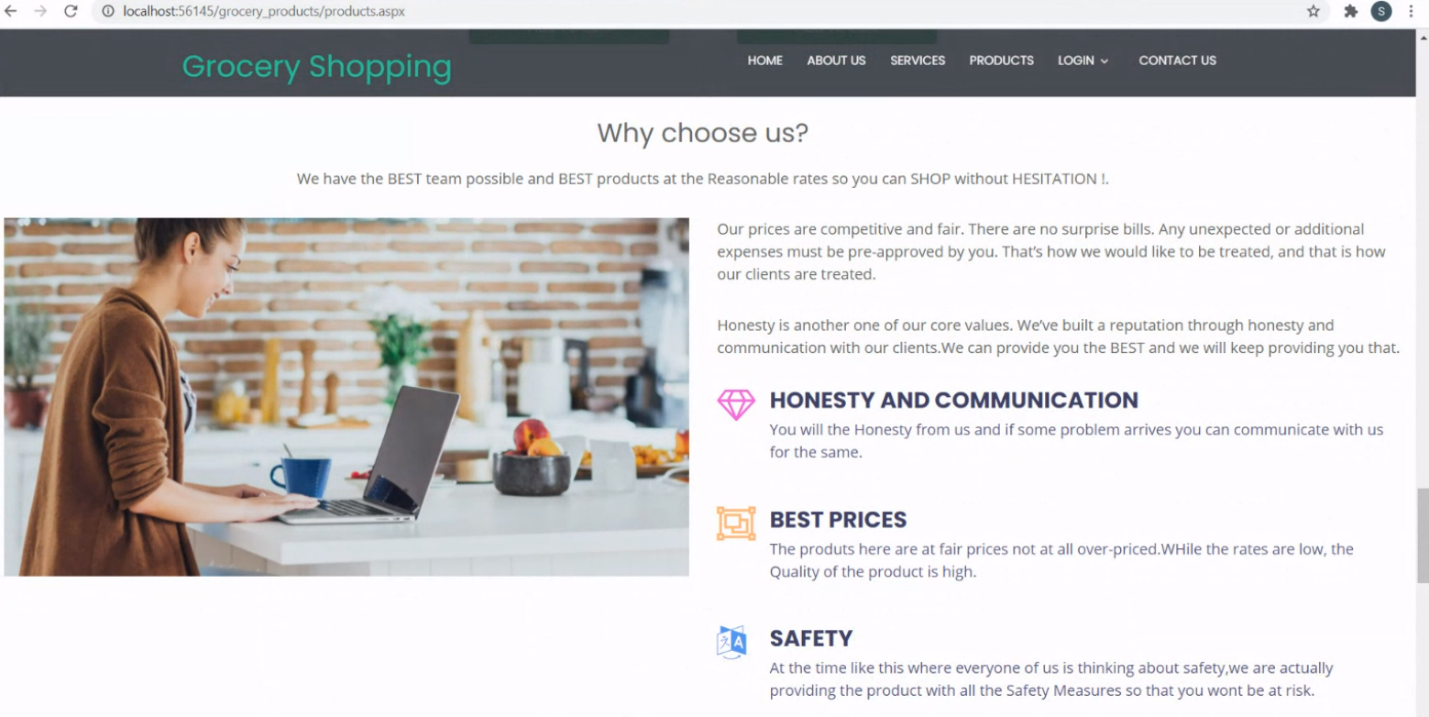 localhost:56145/grocery_products/products.aspx
S
Grocery Shopping
HOME ABOUT US SERVICES PRODUCTS LOGIN CONTACT US
Why choose us?
We have the BEST team possible and BEST products at the Reasonable rates so you can SHOP without HESITATION !.
Our prices are competitive and fair. There are no surprise bills. Any unexpected or additional
expenses must be pre-approved by you. That's how we would like to be treated, and that is how
our clients are treated.
Honesty is another one of our core values. We've built a reputation through honesty and
communication with our clients.We can provide you the BEST and we will keep providing you that.
HONESTY AND COMMUNICATION
You will the Honesty from us and if some problem arrives you can communicate with us
for the same.
BEST PRICES
The produts here are at fair prices not at all over-priced.WHile the rates are low, the
Quality of the product is high.
A
SAFETY
At the time like this where everyone of us is thinking about safety,we are actually
providing the product with all the Safety Measures so that you wont be at risk.